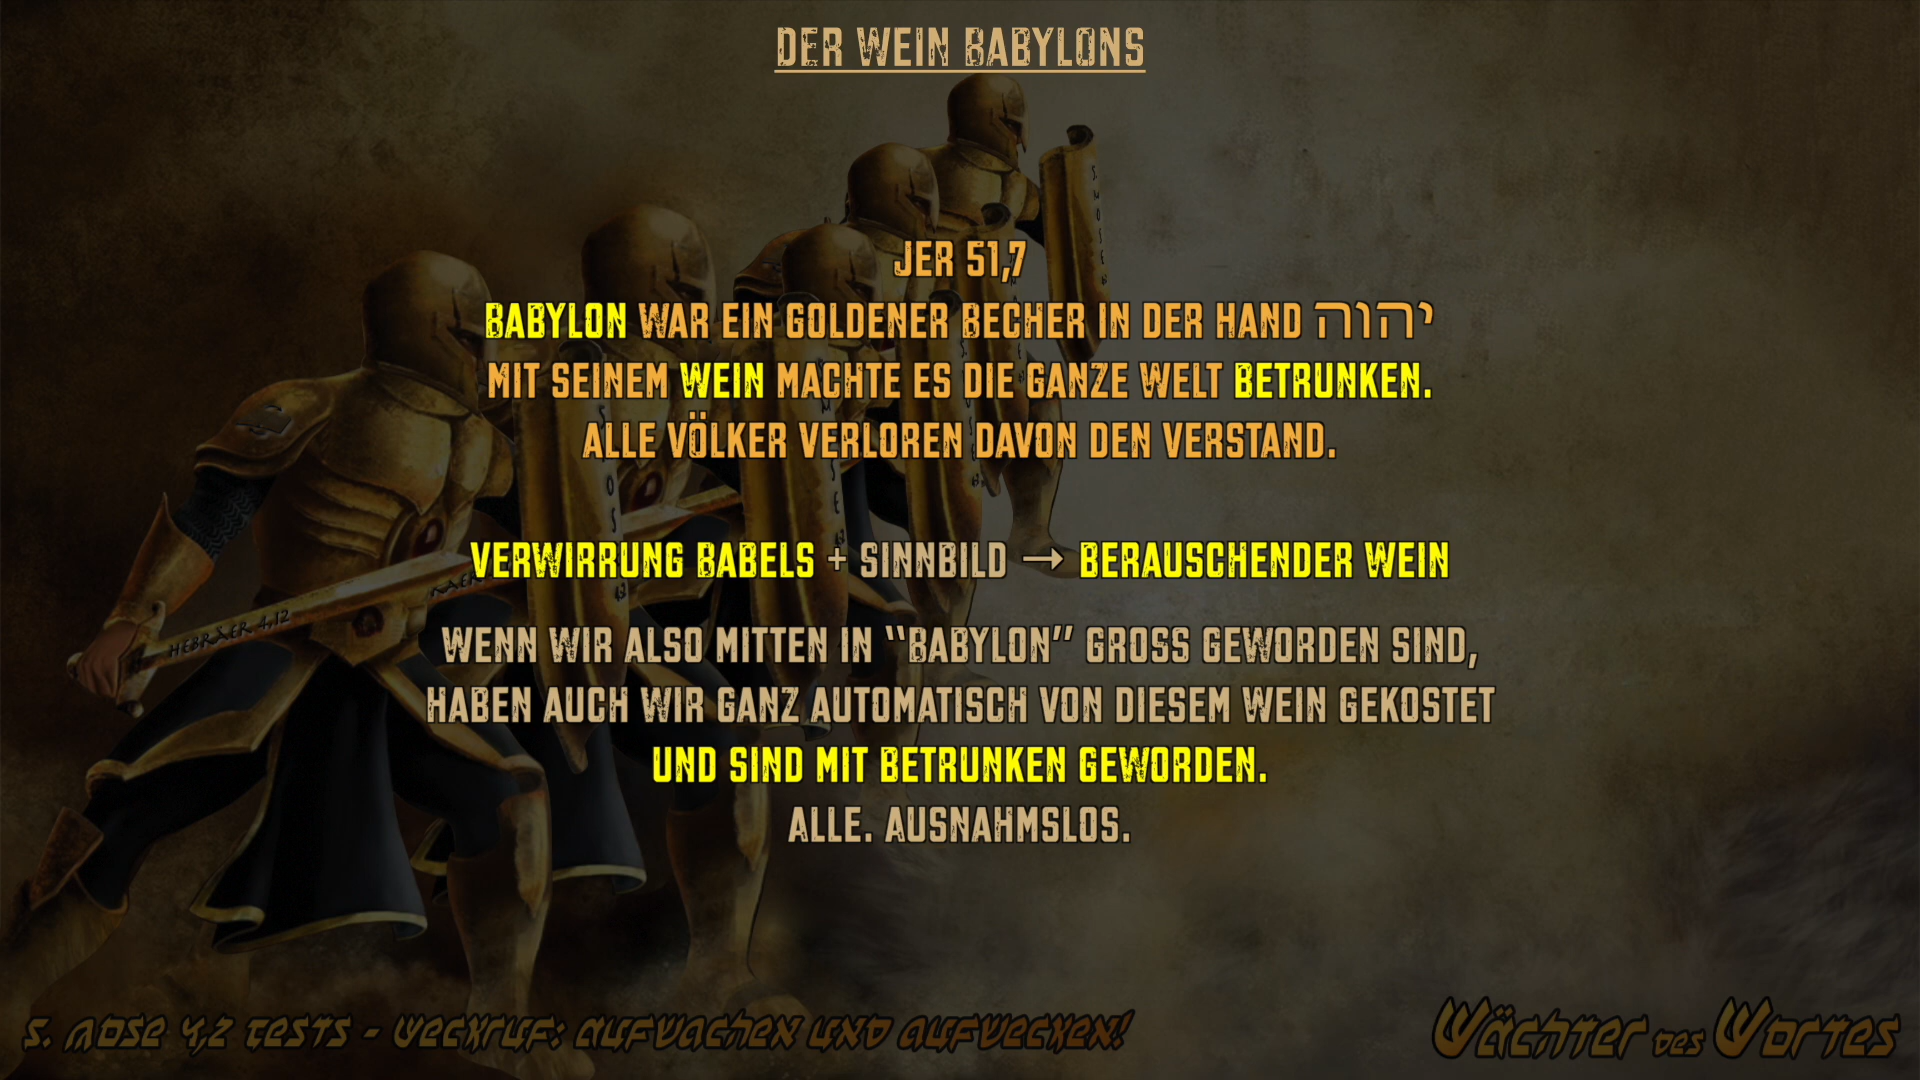 DER WEIN BABYLONS
JER 51,7
BABYLON WAR EIN GOLDENER BECHER IN DER HAND יהוה
MIT SEINEM WEIN MACHTE ES DIE GANZE WELT BETRUNKEN.
ALLE VÖLKER VERLOREN DAVON DEN VERSTAND.
VERWIRRUNG BABELS + SINNBILD → BERAUSCHENDER WEIN
WENN WIR ALSO MITTEN IN "BABYLON" GROSS GEWORDEN SIND,
HABEN AUCH WIR GANZ AUTOMATISCH VON DIESEM WEIN GEKOSTET
UND SIND MIT BETRUNKEN GEWORDEN.
ALLE. AUSNAHMSLOS.
HEBRÄER 4,12
5. MOSE 4,2 TESTS - WECKRUF: AUFWACHEN UND AUFWECKEN!
WÄCHTER DES WORTES